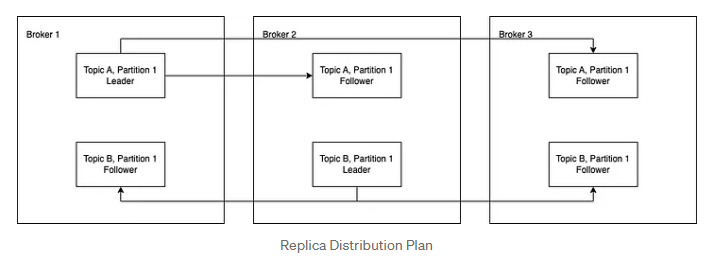 Broker 1
Broker 2
Broker 3
Topic A, Partition 1
Leader
Topic A, Partition 1
Follower
Topic A, Partition 1
Follower
Topic B, Partition 1
Follower
Topic B, Partition 1
Leader
Topic B, Partition 1
Follower
Replica Distribution Plan